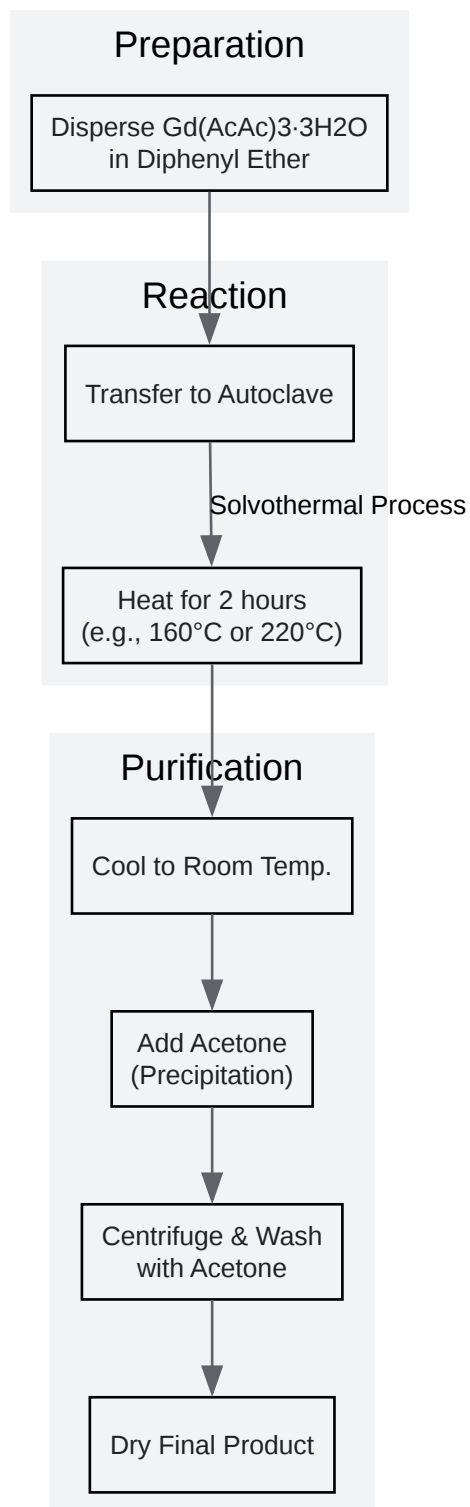 Preparation
Disperse Gd(AcAc)3·3H2O
in Diphenyl Ether
Reaction
Transfer to Autoclave
Solvothermal Process
Heat for 2 hours
(e.g., 160°C or 220°C)
Purification
Cool to Room Temp.
Add Acetone
(Precipitation)
Centrifuge & Wash
with Acetone
Dry Final Product